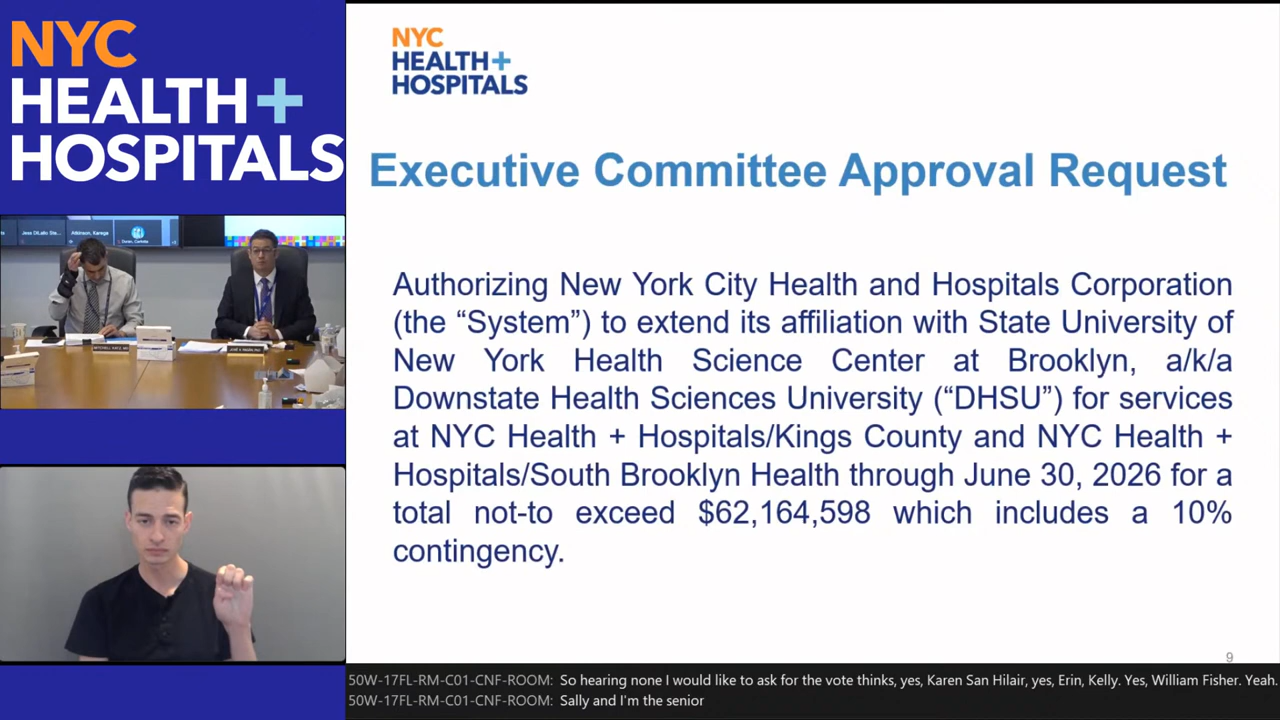 NYC
HEALTH+
HOSPITALS
NYC
HEALTH+
HOSPITALS
Executive Committee Approval Request
Authorizing New York City Health and Hospitals Corporation
(the “System”) to extend its affiliation with State University of
New York Health Science Center at Brooklyn, a/k/a
Downstate Health Sciences University (“DHSU”) for services
at NYC Health + Hospitals/Kings County and NYC Health +
Hospitals/South Brooklyn Health through June 30, 2026 for a
total not-to exceed $62,164,598 which includes a 10%
contingency.
9
Jess DiLallo Ste...
Atkinson, Karega
50W-17FL-RM-C01-CNF-ROOM: So hearing none I would like to ask for the vote thinks, yes, Karen San Hilair, yes, Erin, Kelly. Yes, William Fisher. Yeah.
50W-17FL-RM-C01-CNF-ROOM: Sally and I'm the senior